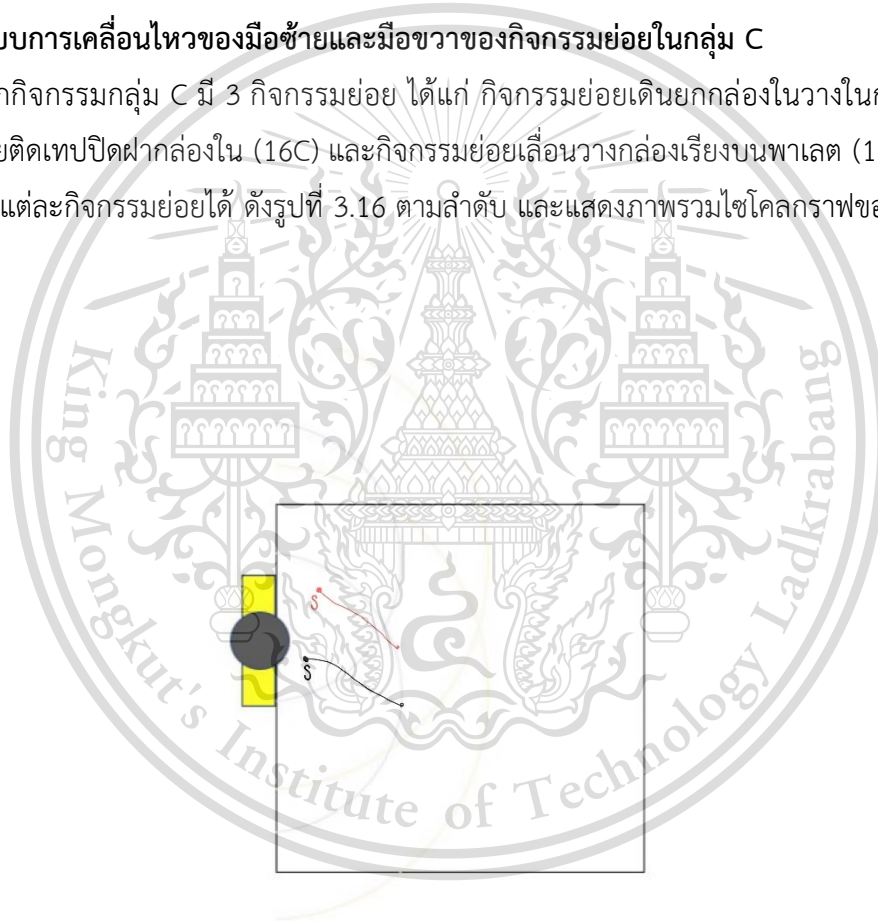 บบการเคลื่อนไหวของมือซ้ายและมือขวาของกิจกรรมย่อยในกลุ่ม C
กกิจกรรมกลุ่ม C มี 3 กิจกรรมย่อย ได้แก่ กิจกรรมย่อยเดินยกกล่องในวางในก
ยติดเทปปิดฝากล่องใน (16C) และกิจกรรมย่อยเลื่อนวางกล่องเรียงบนพาเลต (1
แต่ละกิจกรรมย่อยได้ ดังรูปที่ 3.16 ตามลำดับ และแสดงภาพรวมไซโคลกราฟขอ
King Mongkut's Institute of Technology Ladkrabang
S
S